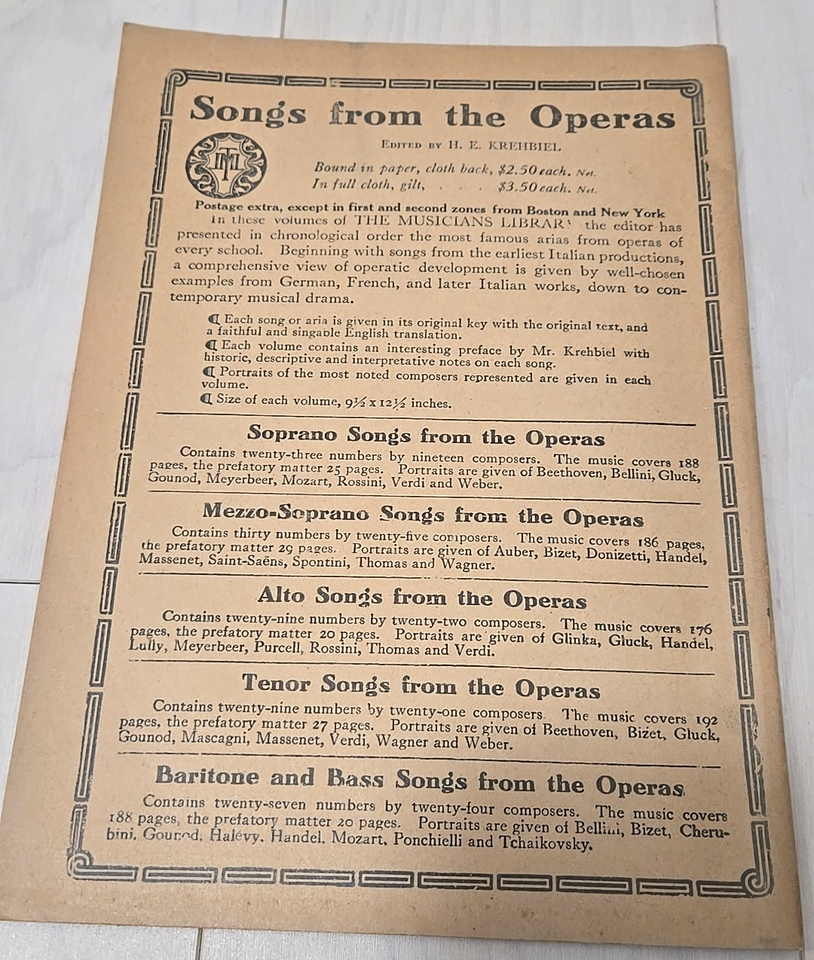 Songs from the Operas
EDITED BY H. E. KREHBIEL
Bound in paper, cloth back, $2.50 each. Net.
In full cloth, gilt, . . . $3.50 each. Net.
Postage extra, except in first and second zones from Boston and New York
In these volumes of THE MUSICIANS LIBRARY the editor has
presented in chronological order the most famous arias from operas of
every school. Beginning with songs from the earliest Italian productions,
a comprehensive view of operatic development is given by well-chosen
examples from German, French, and later Italian works, down to con-
temporary musical drama.
¶ Each song or aria is given in its original key with the original text, and
a faithful and singable English translation.
¶ Each volume contains an interesting preface by Mr. Krehbiel with
historic, descriptive and interpretative notes on each song.
¶ Portraits of the most noted composers represented are given in each
volume.
¶ Size of each volume, 9½ x 12½ inches.
Soprano Songs from the Operas
Contains twenty-three numbers by nineteen composers. The music covers 188
pages, the prefatory matter 25 pages. Portraits are given of Beethoven, Bellini, Gluck,
Gounod, Meyerbeer, Mozart, Rossini, Verdi and Weber.
Mezzo-Soprano Songs from the Operas
Contains thirty numbers by twenty-five composers. The music covers 186 pages,
the prefatory matter 29 pages. Portraits are given of Auber, Bizet, Donizetti, Handel,
Massenet, Saint-Saëns, Spontini, Thomas and Wagner.
Alto Songs from the Operas
Contains twenty-nine numbers by twenty-two composers. The music covers 176
pages, the prefatory matter 20 pages. Portraits are given of Glinka, Gluck, Handel,
Lully, Meyerbeer, Purcell, Rossini, Thomas and Verdi.
Tenor Songs from the Operas
Contains twenty-nine numbers by twenty-one composers. The music covers 192
pages, the prefatory matter 27 pages. Portraits are given of Beethoven, Bizet, Gluck,
Gounod, Mascagni, Massenet, Verdi, Wagner and Weber.
Baritone and Bass Songs from the Operas
Contains twenty-seven numbers by twenty-four composers. The music covers
188 pages, the prefatory matter 20 pages. Portraits are given of Bellini, Bizet, Cheru-
bini, Gounod, Halévy, Handel, Mozart, Ponchielli and Tchaikovsky.